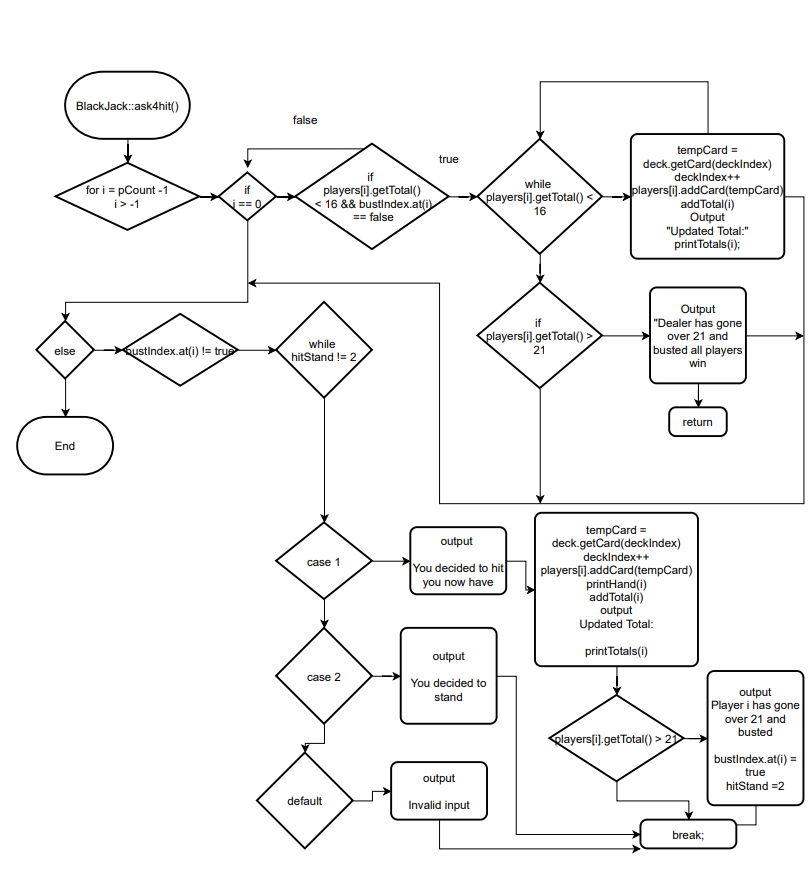 BlackJack::ask4hit()
false
true
for i = pCount -1
i > -1
if
i == 0
if
players[i].getTotal()
< 16 && bustIndex.at(i)
== false
while
players[i].getTotal() <
16
tempCard =
deck.getCard(deckIndex)
deckIndex++
players[i].addCard(tempCard)
addTotal(i)
Output
"Updated Total:"
printTotals(i);
else
bustIndex.at(i) != true
while
hitStand != 2
if
players[i].getTotal() >
21
Output
"Dealer has gone
over 21 and
busted all players
win
return
End
case 1
output
You decided to hit
you now have
tempCard =
deck.getCard(deckIndex)
deckIndex++
players[i].addCard(tempCard)
printHand(i)
addTotal(i)
output
Updated Total:
printTotals(i)
case 2
output
You decided to
stand
players[i].getTotal() > 21
output
Player i has gone
over 21 and
busted
bustIndex.at(i) =
true
hitStand =2
default
output
Invalid input
break;